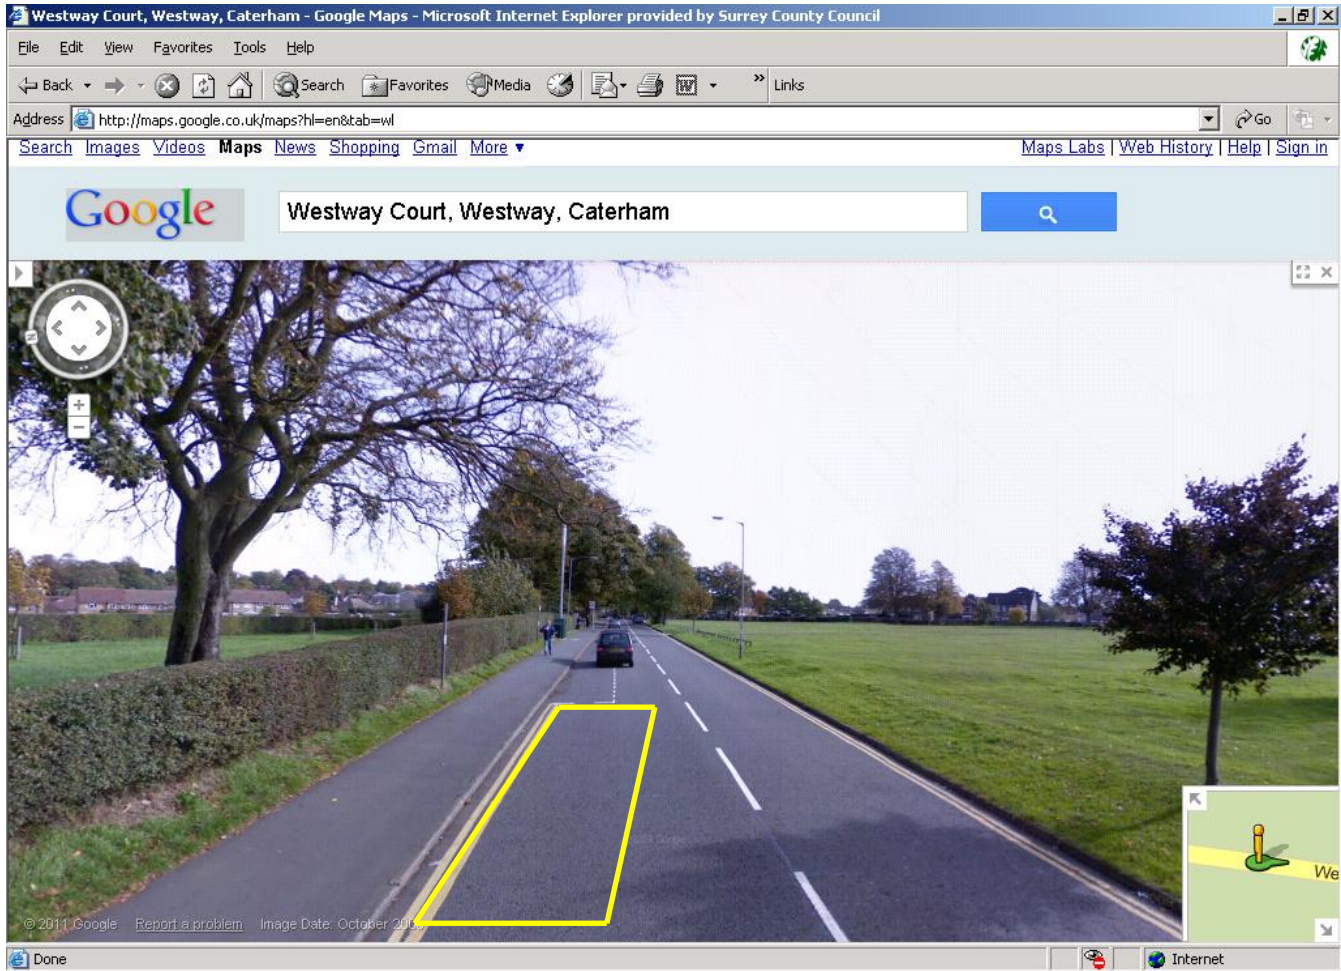 Westway Court, Westway, Caterham - Google Maps - Microsoft Internet Explorer provided by Surrey County Council
File Edit View Favorites Tools Help
Back Search Favorites Media » Links
Address http://maps.google.co.uk/maps?hl=en&tab=wl Go
Search Images Videos Maps News Shopping Gmail More ▼ Maps Labs | Web History | Help | Sign in
Google Westway Court, Westway, Caterham
We
© 2011 Google Report a problem Image Date: October
Done Internet